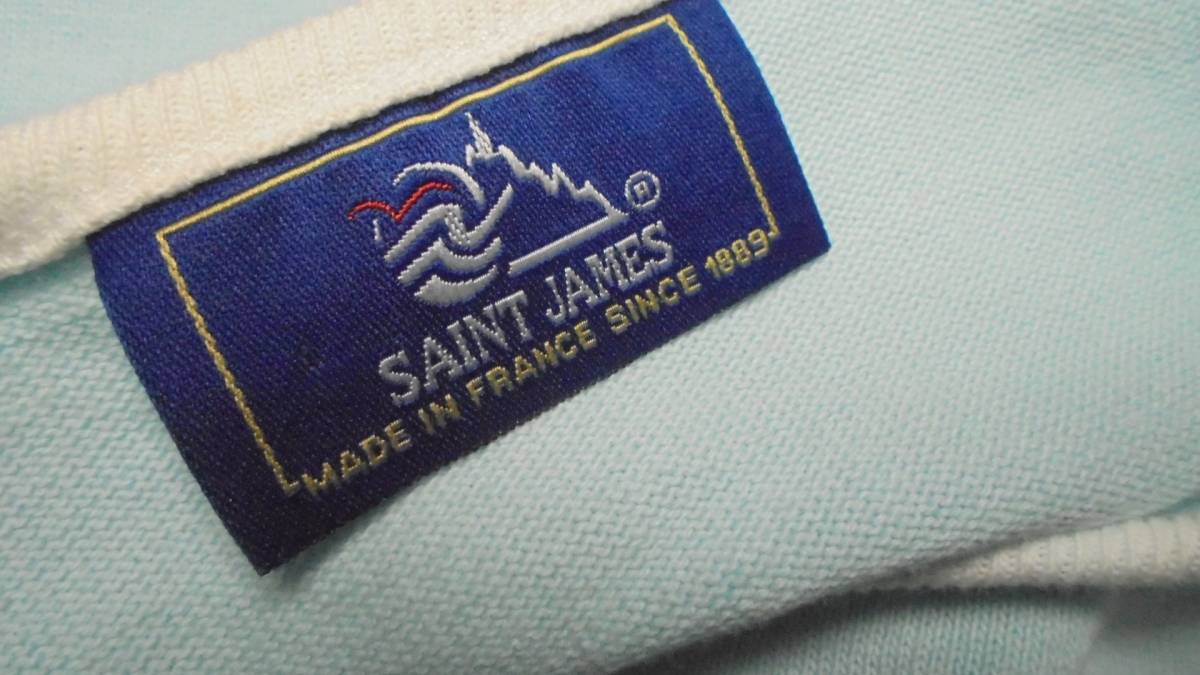 ®
SAINT JAMES
MADE IN FRANCE SINCE 1889